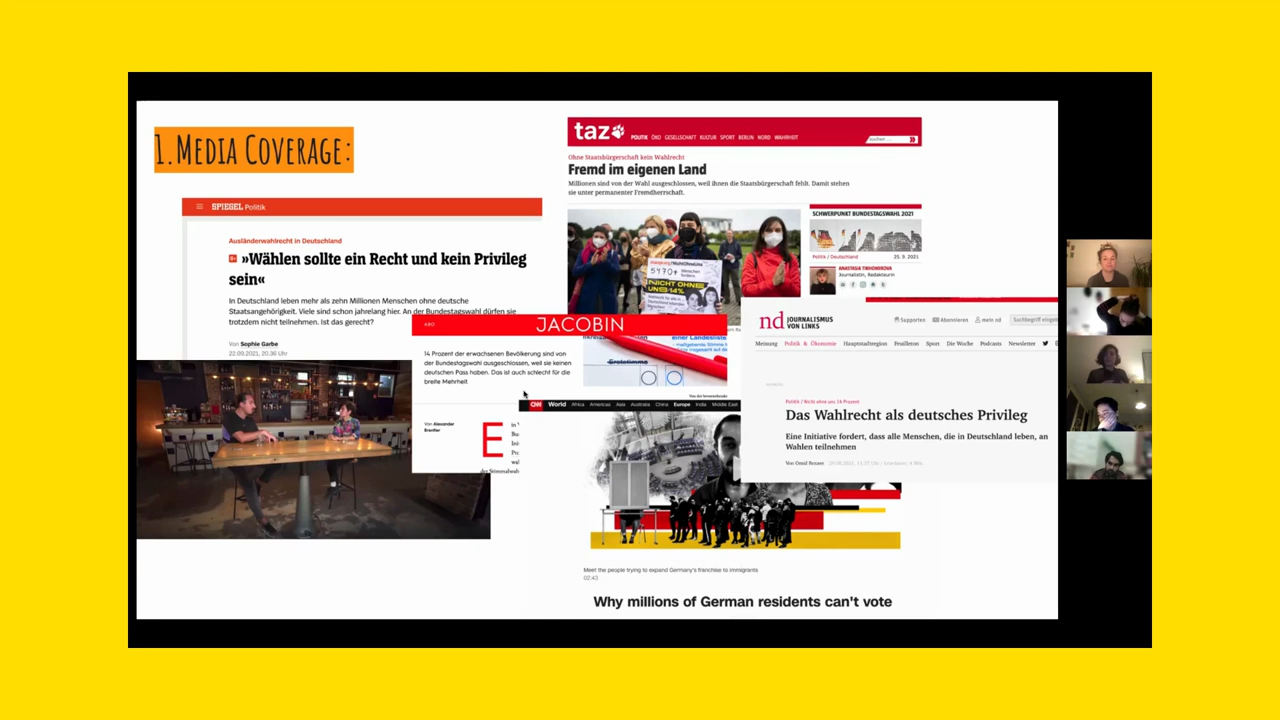 1. MEDIA COVERAGE:
SPIEGEL Politik
Ausländerwahlrecht in Deutschland
»Wählen sollte ein Recht und kein Privileg
sein«
In Deutschland leben mehr als zehn Millionen Menschen ohne deutsche
Staatsangehörigkeit. Viele sind schon jahrelang hier. An der Bundestagswahl dürfen sie
trotzdem nicht teilnehmen. Ist das gerecht?
Von Sophie Garbe
22.09.2021, 20.36 Uhr
taz
POLITIK ÖKO GESELLSCHAFT KULTUR SPORT BERLIN NORD WAHRHEIT
Ohne Staatsbürgerschaft kein Wahlrecht
Fremd im eigenen Land
Millionen sind von der Wahl ausgeschlossen, weil ihnen die Staatsbürgerschaft fehlt. Damit stehen
sie unter permanenter Fremdherrschaft.
5470+
NICHT OHNE
UNS 14%
SCHWERPUNKT BUNDESTAGSWAHL 2021
Politik / Deutschland 25. 9. 2021
ANASTASIA TIKHOMIROVA
Journalistin, Redakteurin
ABO
JACOBIN
14 Prozent der erwachsenen Bevölkerung sind von
der Bundestagswahl ausgeschlossen, weil sie keinen
deutschen Pass haben. Das ist auch schlecht für die
breite Mehrheit.
Von Alexander
Brentler
E
einer Landesliste
Erststimme
nd JOURNALISMUS
VON LINKS
Supporten Abonnieren mein nd
Meinung Politik & Ökonomie Hauptstadtregion Feuilleton Sport Die Woche Podcasts Newsletter
Politik / Nicht ohne uns 14 Prozent
Das Wahlrecht als deutsches Privileg
Eine Initiative fordert, dass alle Menschen, die in Deutschland leben, an
Wahlen teilnehmen
CNN World Africa Americas Asia Australia China Europe India Middle East
Meet the people trying to expand Germany's franchise to immigrants
02:43
Why millions of German residents can't vote